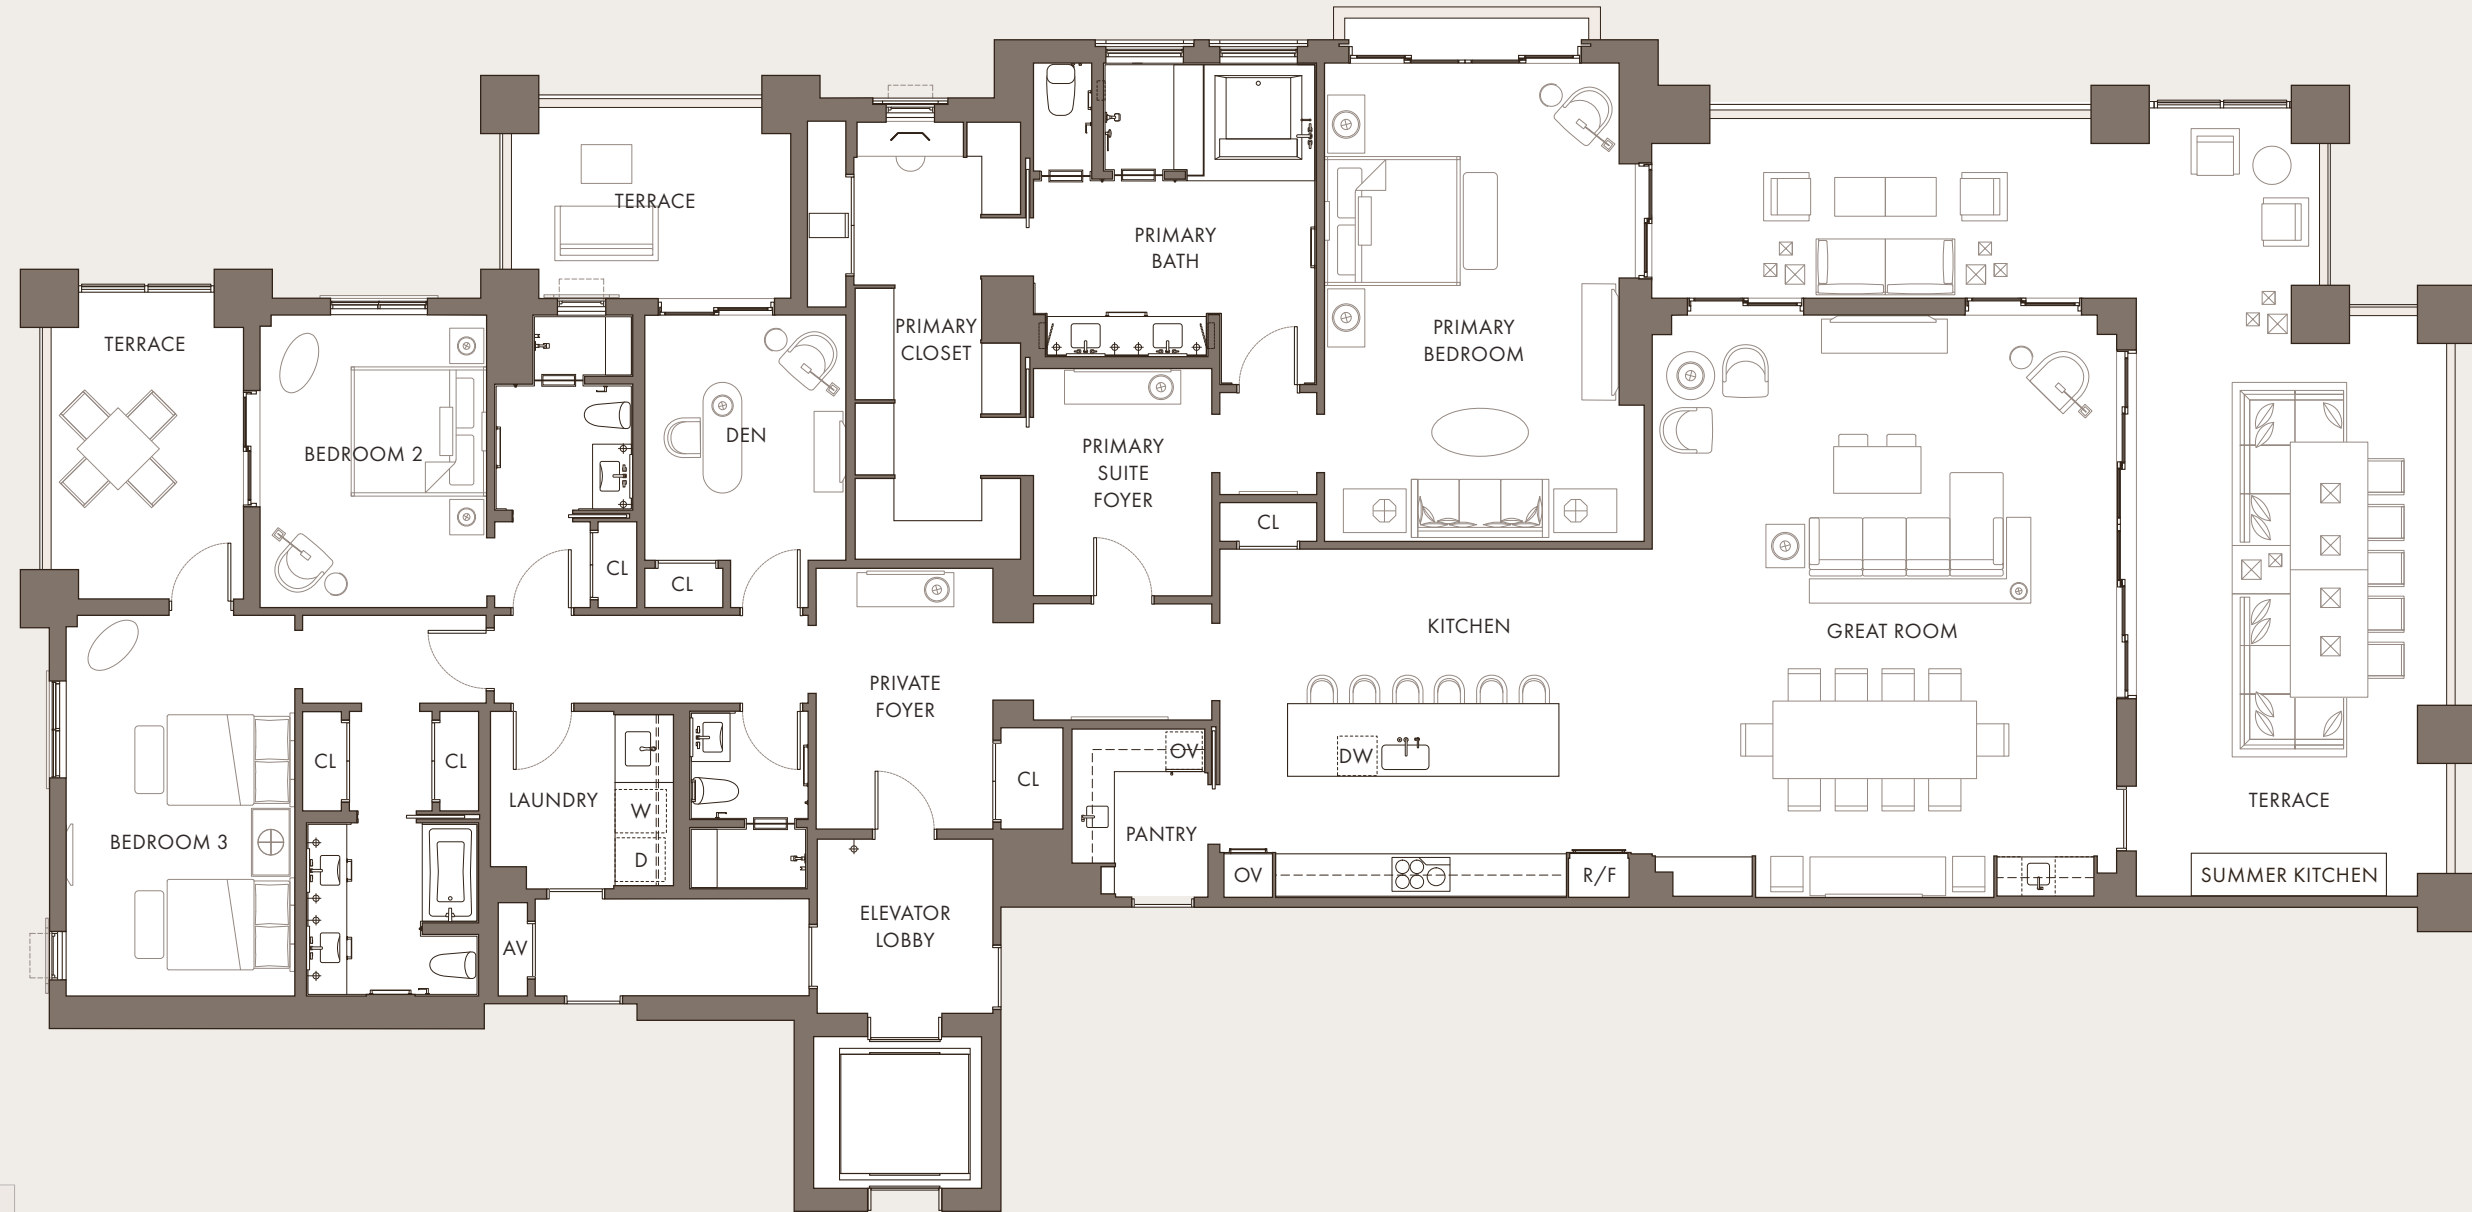 TERRACE
PRIMARY
BATH
TERRACE
PRIMARY
CLOSET
PRIMARY
BEDROOM
BEDROOM 2
DEN
PRIMARY
SUITE
FOYER
CL
CL
CL
KITCHEN
GREAT ROOM
PRIVATE
FOYER
CL
CL
LAUNDRY
W
D
CL
OV
DW
PANTRY
TERRACE
BEDROOM 3
OV
R/F
SUMMER KITCHEN
AV
ELEVATOR
LOBBY